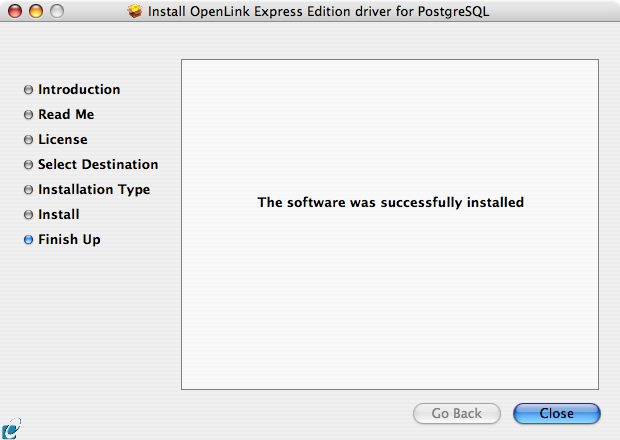 Install OpenLink Express Edition driver for PostgreSQL
Introduction
Read Me
License
Select Destination
Installation Type
Install
Finish Up
The software was successfully installed
Go Back
Close